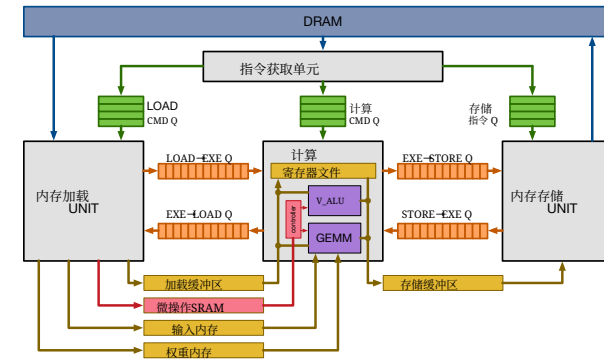 DRAM
指令获取单元
LOAD
CMD Q
计算
CMD Q
存储
指令 Q
LOAD→EXE Q
计算
寄存器文件
EXE→STORE Q
内存加载
UNIT
V_ALU
controller
GEMM
内存存储
UNIT
EXE→LOAD Q
STORE→EXE Q
加载缓冲区
存储缓冲区
微操作SRAM
输入内存
权重内存